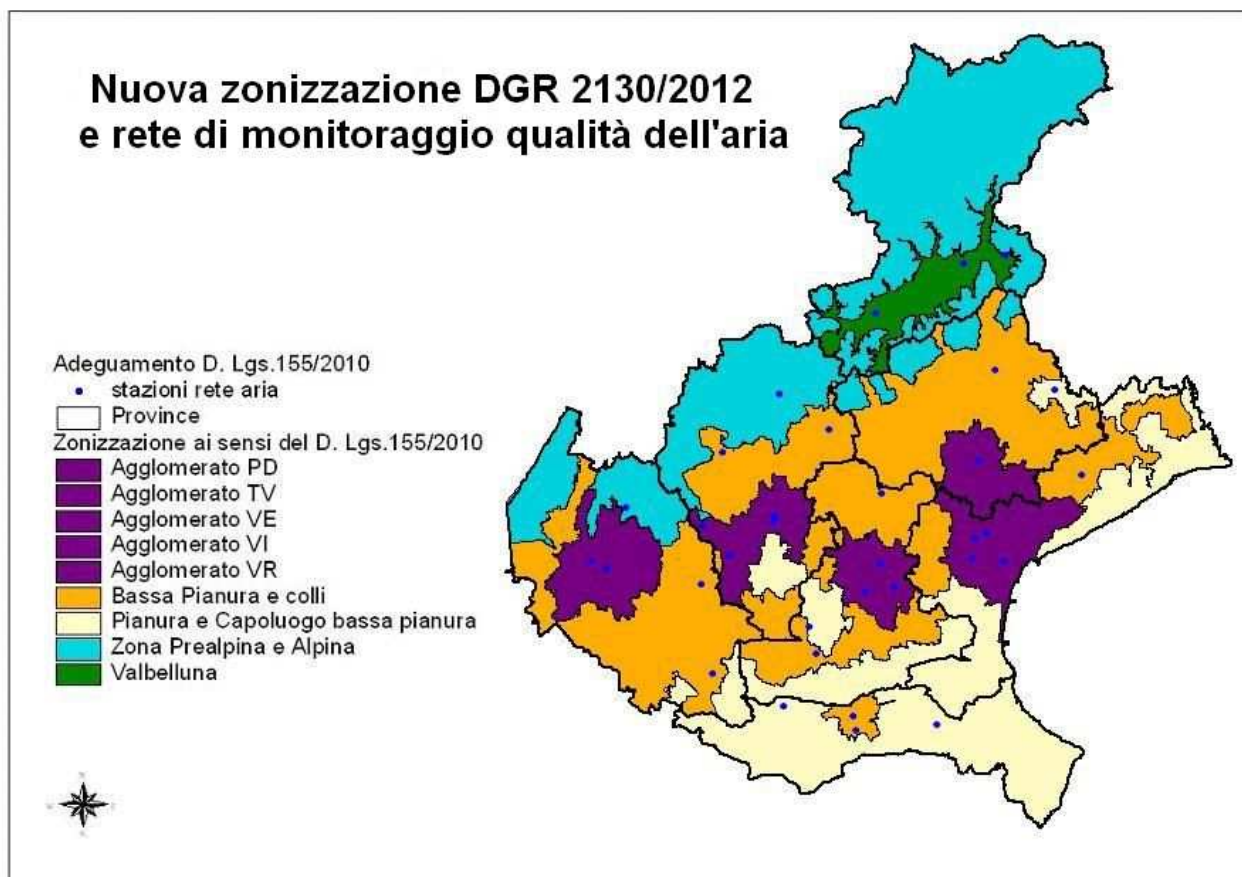 Nuova zonizzazione DGR 2130/2012
e rete di monitoraggio qualità dell'aria
Adeguamento D. Lgs.155/2010
stazioni rete aria
Province
Zonizzazione ai sensi del D. Lgs.155/2010
Agglomerato PD
Agglomerato TV
Agglomerato VE
Agglomerato VI
Agglomerato VR
Bassa Pianura e colli
Pianura e Capoluogo bassa pianura
Zona Prealpina e Alpina
Valbelluna